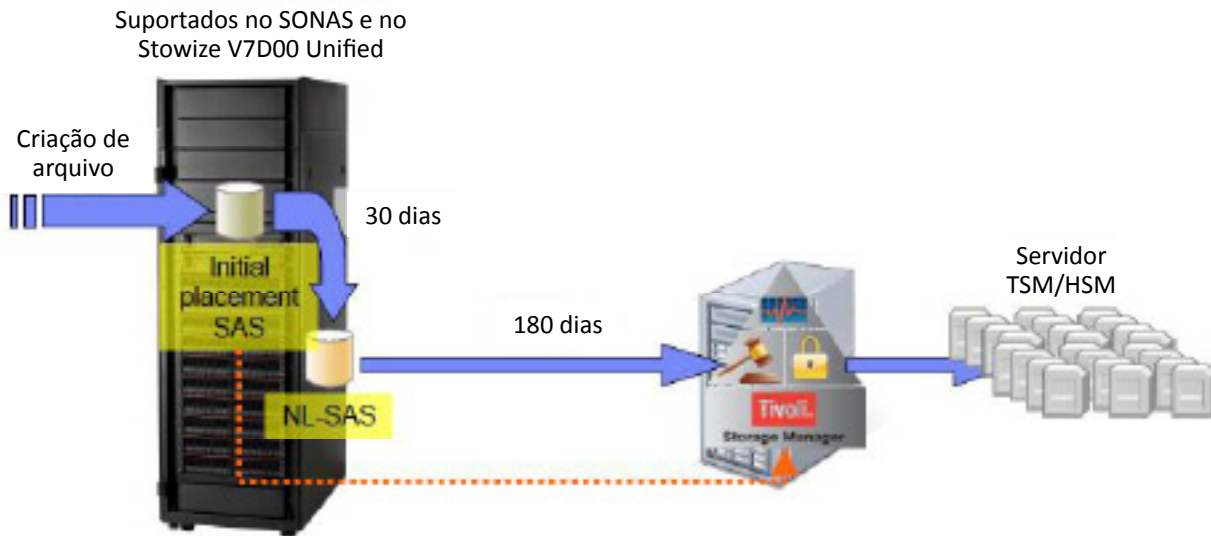 Suportados no SONAS e no
Stowize V7D00 Unified
Criação de
arquivo
30 dias
Initial
placement
SAS
NL-SAS
180 dias
Tivoli.
Storage Manager
Servidor
TSM/HSM